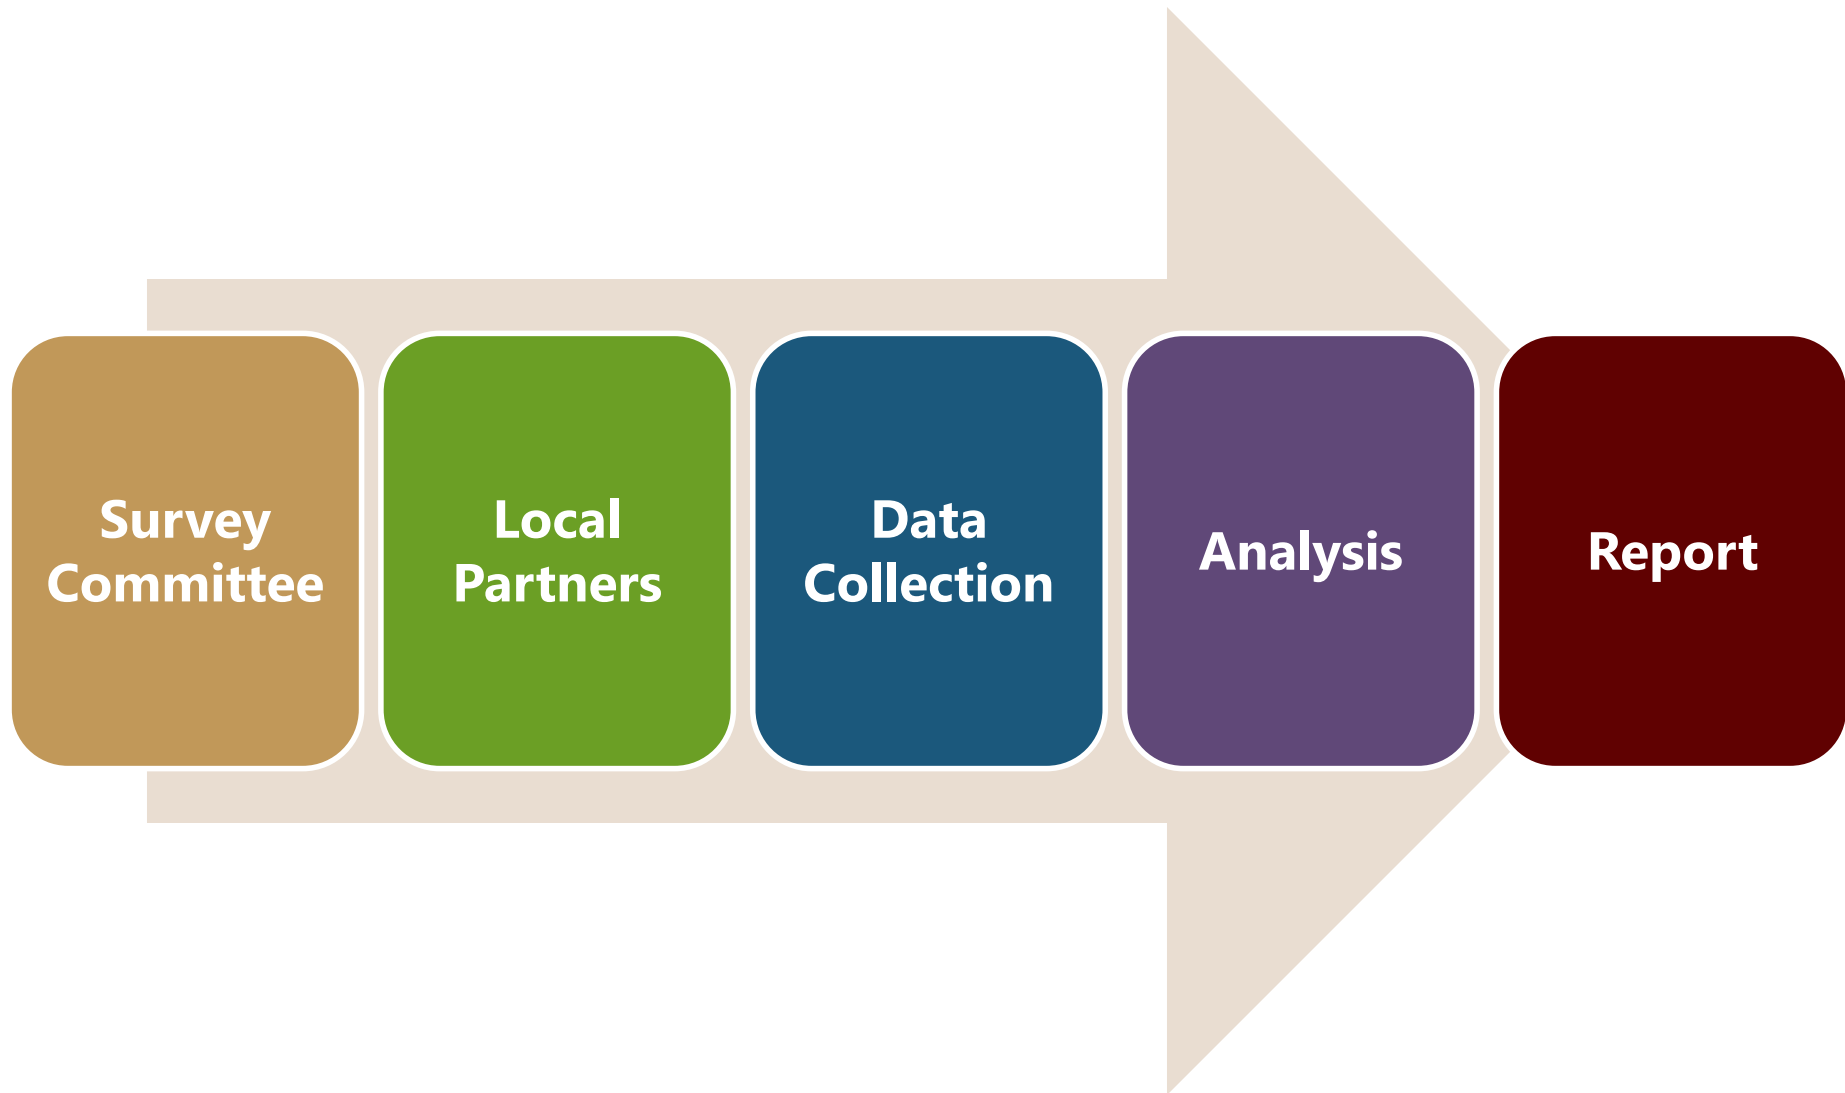 Survey
Committee
Local
Partners
Data
Collection
Analysis
Report